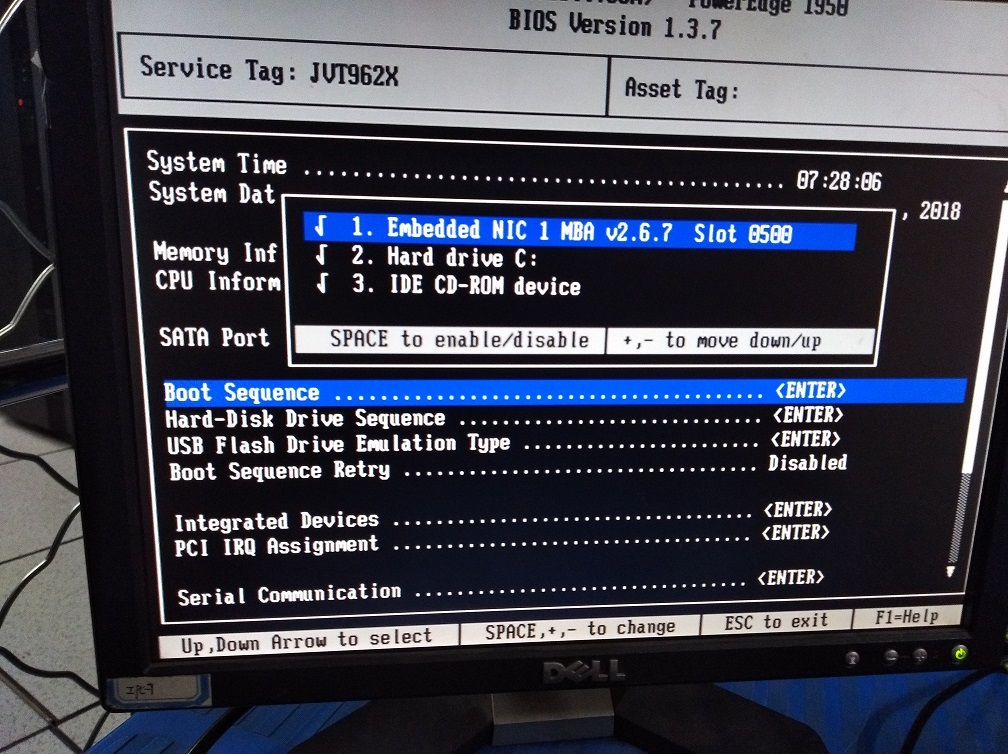 PowerEdge 1950
BIOS Version 1.3.7
Service Tag: JVT962X
Asset Tag:
System Time ........................................ 07:28:06
System Dat , 2018
√ 1. Embedded NIC 1 MBA v2.6.7 Slot 0500
√ 2. Hard drive C:
√ 3. IDE CD-ROM device
SPACE to enable/disable +,- to move down/up
Memory Inf
CPU Inform
SATA Port
Boot Sequence ..................................... <ENTER>
Hard-Disk Drive Sequence .......................... <ENTER>
USB Flash Drive Emulation Type .................... <ENTER>
Boot Sequence Retry ............................... Disabled
Integrated Devices ................................ <ENTER>
PCI IRQ Assignment ................................ <ENTER>
Serial Communication .............................. <ENTER>
Up,Down Arrow to select SPACE,+,- to change ESC to exit F1=Help
DELL